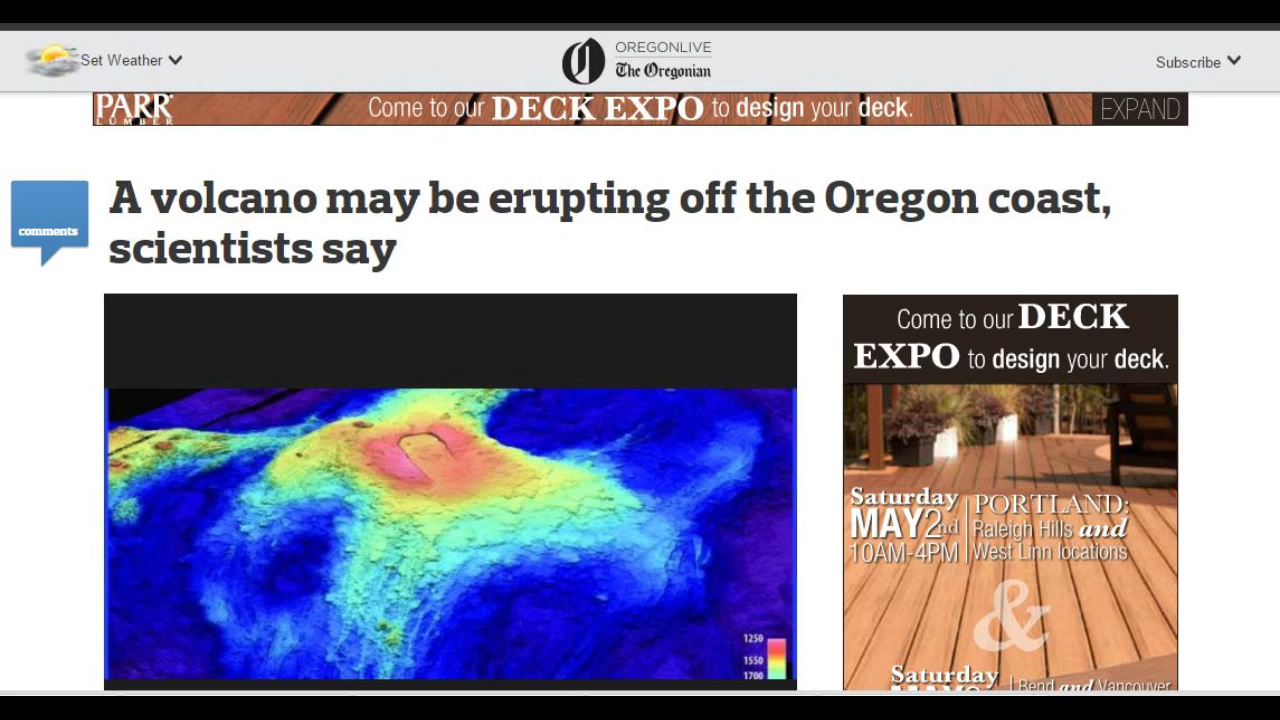 Set Weather
OREGONLIVE
The Oregonian
Subscribe
PARR
LUMBER
Come to our DECK EXPO to design your deck.
EXPAND
comments
A volcano may be erupting off the Oregon coast,
scientists say
Come to our DECK
EXPO to design your deck.
Saturday
MAY 2nd
10AM-4PM
PORTLAND:
Raleigh Hills and
West Linn locations
&
Saturday
Bend and Vancouver
1250
1550
1700